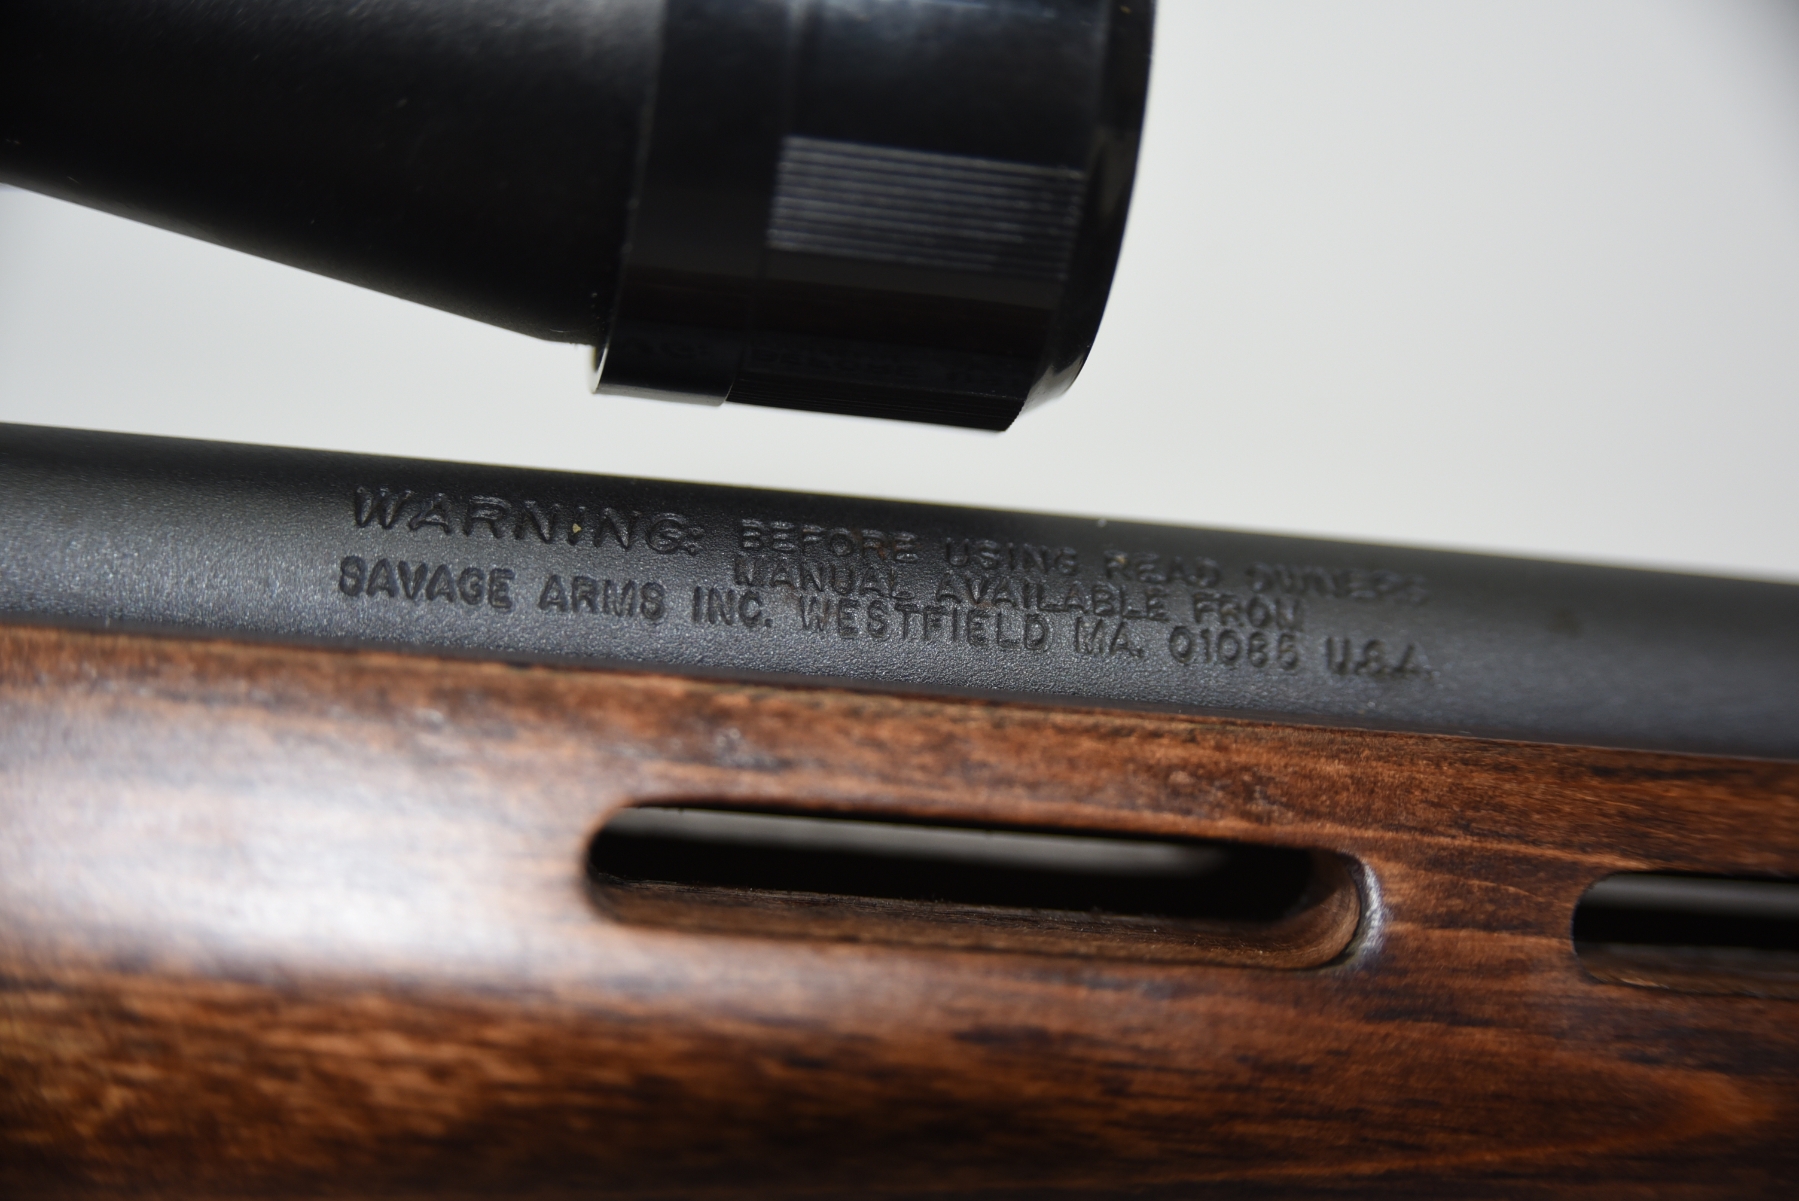 WARNING: BEFORE USING READ OWNERS
MANUAL AVAILABLE FROM
SAVAGE ARMS INC. WESTFIELD MA. 01085 U.S.A.